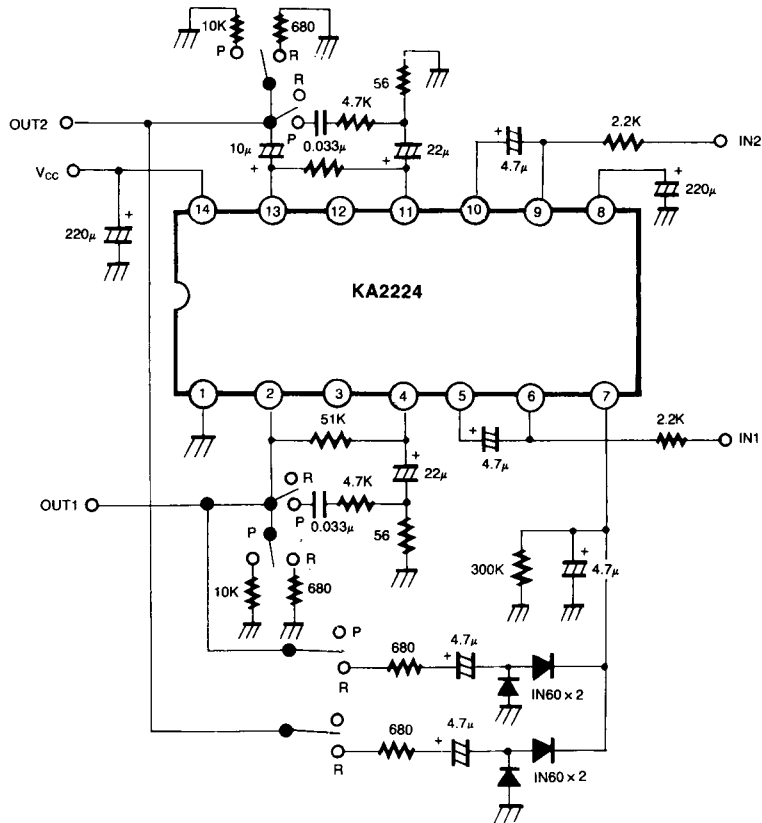 10K
680
P
R
R
56
4.7K
OUT2
P
10μ
+
0.033μ
+
22μ
+
4.7μ
2.2K
IN2
VCC
+
220μ
+
220μ
14
13
12
11
10
9
8
KA2224
1
2
3
4
5
6
7
51K
+
4.7μ
2.2K
IN1
+
22μ
R
4.7K
OUT1
P
0.033μ
56
P
R
10K
680
300K
+
4.7μ
P
R
680
+
4.7μ
IN60 × 2
R
680
+
4.7μ
IN60 × 2